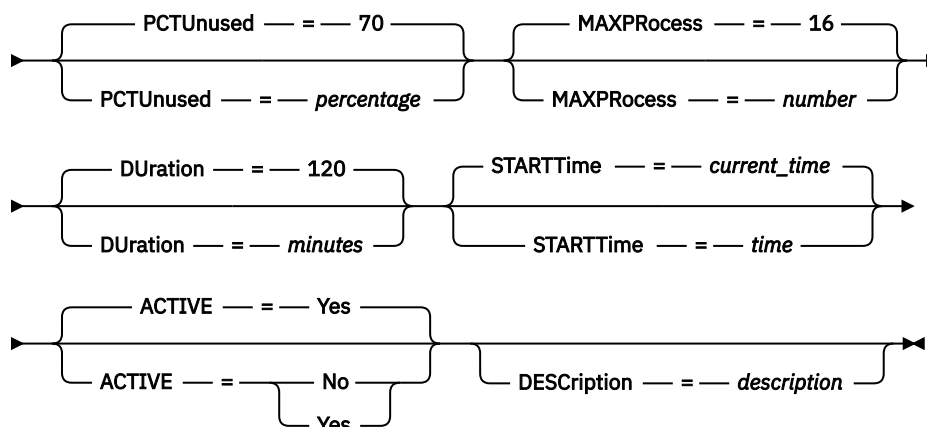 PCTUnused = 70 MAXPRocess = 16
PCTUnused = percentage MAXPRocess = number
DUration = 120 STARTTime = current_time
DUration = minutes STARTTime = time
ACTIVE = Yes
ACTIVE = No DESCription = description
Yes